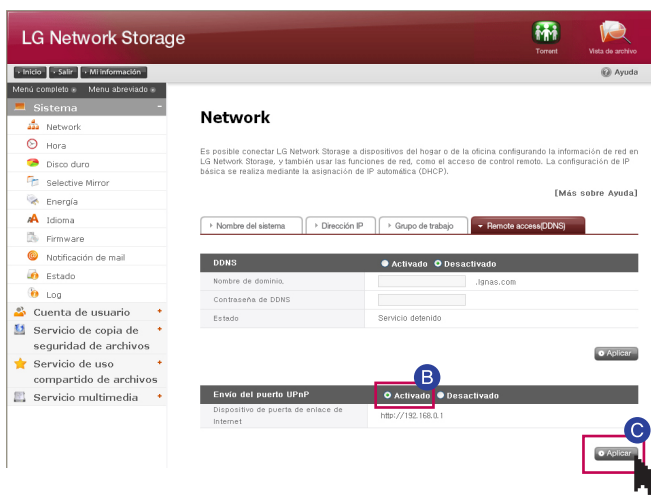 LG Network Storage
Torrent
Vista de archivo
Inicio Salir Mi información
Ayuda
Menú completo Menu abreviado
Sistema -
Network
Hora
Disco duro
Selective Mirror
Energía
Idioma
Firmware
Notificación de mail
Estado
Log
Cuenta de usuario +
Servicio de copia de +
seguridad de archivos
Servicio de uso +
compartido de archivos
Servicio multimedia +
Network
Es posible conectar LG Network Storage a dispositivos del hogar o de la oficina configurando la información de red en
LG Network Storage, y también usar las funciones de red, como el acceso de control remoto. La configuración de IP
básica se realiza mediante la asignación de IP automática (DHCP).
[Más sobre Ayuda]
Nombre del sistema Dirección IP Grupo de trabajo Remote access(DDNS)
DDNS Activado Desactivado
Nombre de dominio, .lgnas.com
Contraseña de DDNS
Estado Servicio detenido
Aplicar
B
Envío del puerto UPnP Activado Desactivado
Dispositivo de puerta de enlace de
Internet
http://192.168.0.1
C
Aplicar